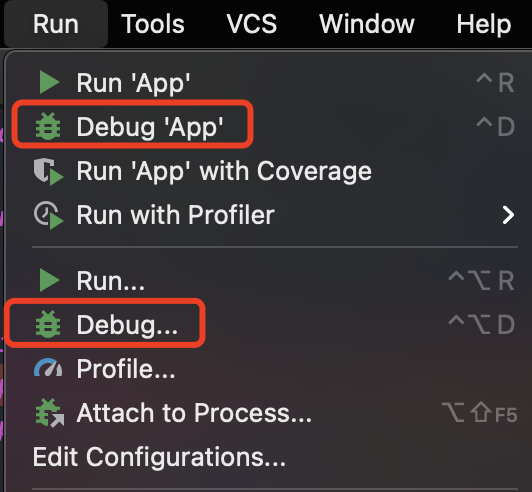 Run Tools VCS Window Help
Run 'App' ⌃R
Debug 'App' ⌃D
Run 'App' with Coverage
Run with Profiler
Run... ⌃⌥R
Debug... ⌃⌥D
Profile...
Attach to Process... ⌥⇧F5
Edit Configurations...